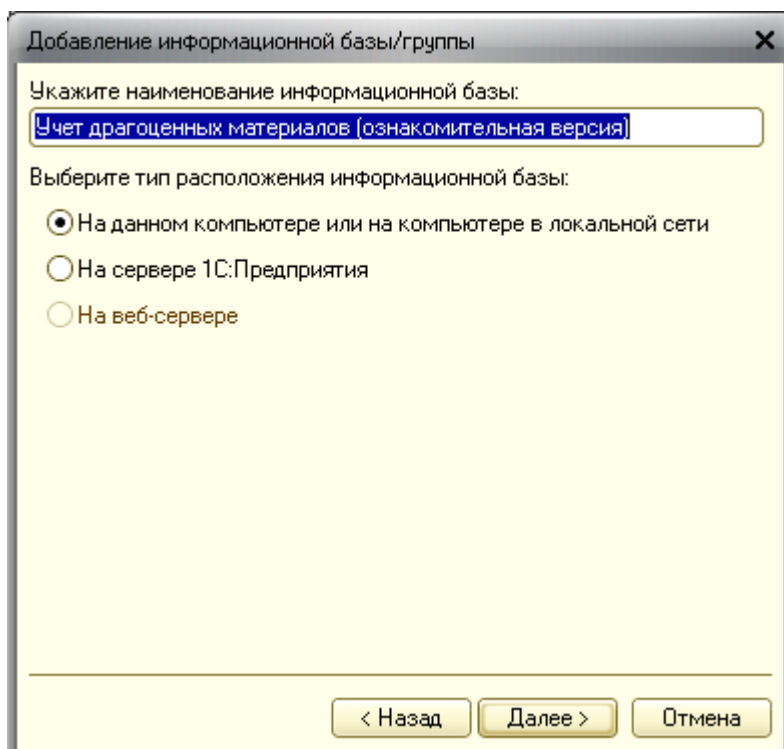 Добавление информационной базы/группы
Укажите наименование информационной базы:
Учет драгоценных материалов (ознакомительная версия)
Выберите тип расположения информационной базы:
На данном компьютере или на компьютере в локальной сети
На сервере 1С:Предприятия
На веб-сервере
< Назад Далее > Отмена